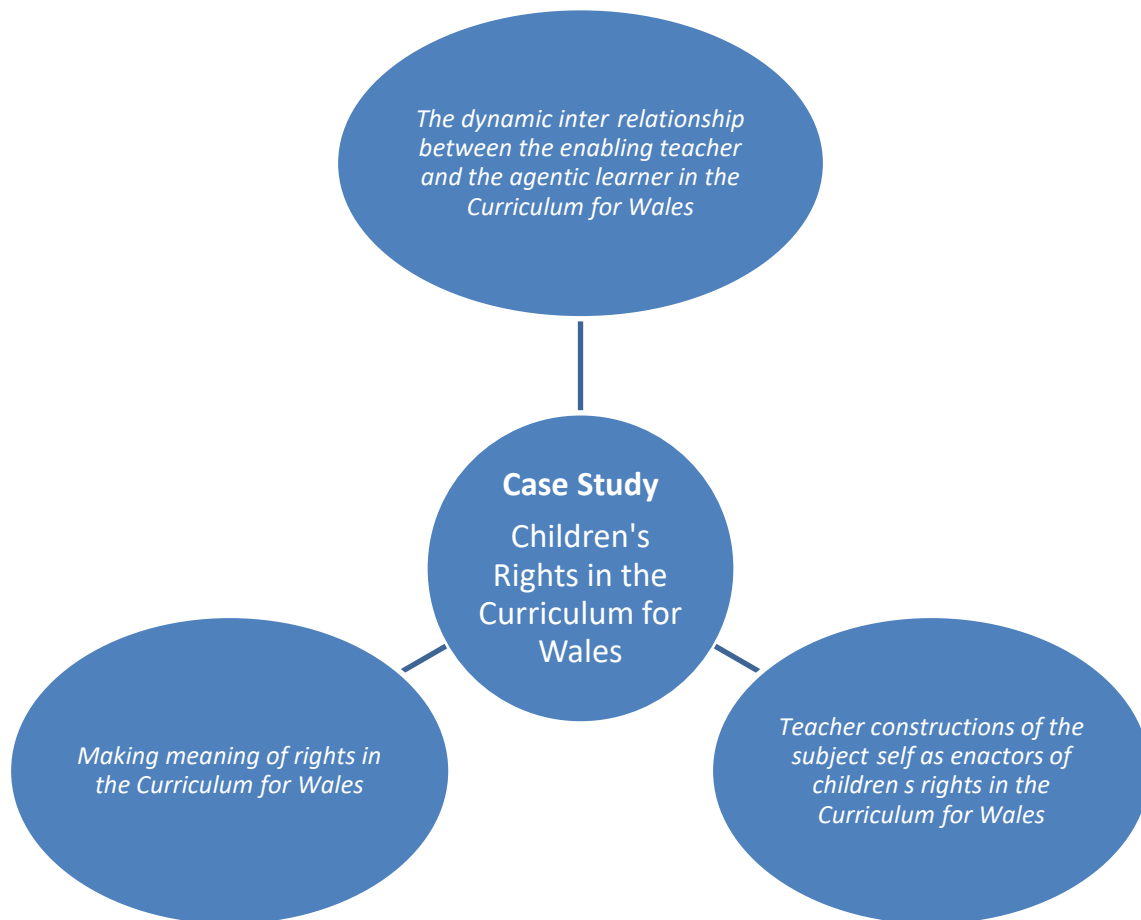 The dynamic inter relationship
between the enabling teacher
and the agentic learner in the
Curriculum for Wales
Case Study
Children's
Rights in the
Curriculum for
Wales
Making meaning of rights in
the Curriculum for Wales
Teacher constructions of the
subject self as enactors of
children s rights in the
Curriculum for Wales